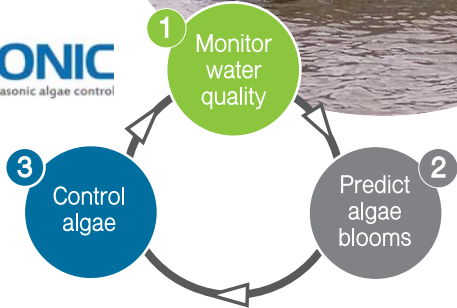 ONIC
asonic algae control
1
Monitor
water
quality
2
Predict
algae
blooms
3
Control
algae